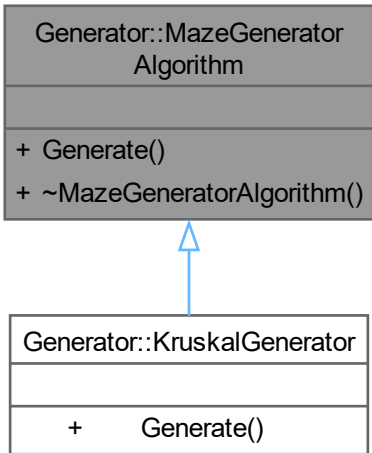 Generator::MazeGenerator
Algorithm
+ Generate()
+ ~MazeGeneratorAlgorithm()
Generator::KruskalGenerator
+ Generate()